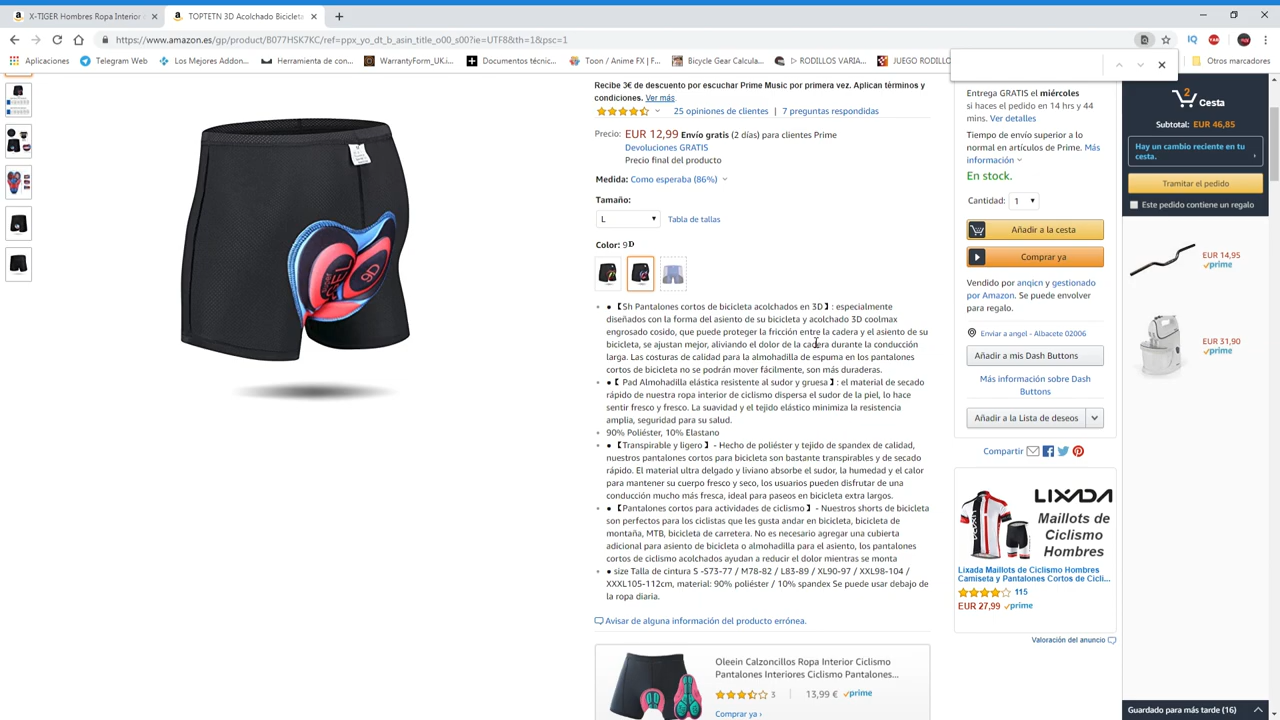 X-TIGER Hombres Ropa Interior
TOPTETN 3D Acolchado Bicicleta
https://www.amazon.es/gp/product/B077HSK7KC/ref=ppx_yo_dt_b_asin_title_o00_s00?ie=UTF8&th=1&psc=1
Aplicaciones
Telegram Web
Los Mejores Addon...
Herramienta de con...
WarrantyForm_UK.i...
Documentos técnic...
Toon / Anime FX | F...
Bicycle Gear Calcula...
▷ RODILLOS VARIA...
JUEGO RODILLO
Otros marcadores
Recibe 3€ de descuento por escuchar Prime Music por primera vez. Aplican términos y
condiciones. Ver más.
25 opiniones de clientes | 7 preguntas respondidas
Precio: EUR 12,99 Envío gratis (2 días) para clientes Prime
Devoluciones GRATIS
Precio final del producto
Medida: Como esperaba (86%)
Tamaño:
L
Tabla de tallas
Color: 9D
• ●【Sh Pantalones cortos de bicicleta acolchados en 3D】: especialmente
diseñados con la forma del asiento de su bicicleta y acolchado 3D coolmax
engrosado cosido, que puede proteger la fricción entre la cadera y el asiento de su
bicicleta, se ajustan mejor, aliviando el dolor de la cadera durante la conducción
larga. Las costuras de calidad para la almohadilla de espuma en los pantalones
cortos de bicicleta no se podrán mover fácilmente, son más duraderas.
• ●【 Pad Almohadilla elástica resistente al sudor y gruesa】: el material de secado
rápido de nuestra ropa interior de ciclismo dispersa el sudor de la piel, lo hace
sentir fresco y fresco. La suavidad y el tejido elástico minimiza la resistencia
amplia, seguridad para su salud.
• 90% Poliéster, 10% Elastano
• ●【Transpirable y ligero】 - Hecho de poliéster y tejido de spandex de calidad,
nuestros pantalones cortos para bicicleta son bastante transpirables y de secado
rápido. El material ultra delgado y liviano absorbe el sudor, la humedad y el calor
para mantener su cuerpo fresco y seco, los usuarios pueden disfrutar de una
conducción mucho más fresca, ideal para paseos en bicicleta extra largos.
• ●【Pantalones cortos para actividades de ciclismo】 - Nuestros shorts de bicicleta
son perfectos para los ciclistas que les gusta andar en bicicleta, bicicleta de
montaña, MTB, bicicleta de carretera. No es necesario agregar una cubierta
adicional para asiento de bicicleta o almohadilla para el asiento, los pantalones
cortos de ciclismo acolchados ayudan a reducir el dolor mientras se monta
• ● size Talla de cintura S -S73-77 / M78-82 / L83-89 / XL90-97 / XXL98-104 /
XXXL105-112cm, material: 90% poliéster / 10% spandex Se puede usar debajo de
la ropa diaria.
Avisar de alguna información del producto errónea.
Oleein Calzoncillos Ropa Interior Ciclismo
Pantalones Interiores Ciclismo Pantalones...
3 | 13,99 € prime
Comprar ya ›
Entrega GRATIS el miércoles
si haces el pedido en 14 hrs y 44
mins. Ver detalles
Tiempo de envío superior a lo
normal en artículos de Prime. Más
información
En stock.
Cantidad: 1
Añadir a la cesta
Comprar ya
Vendido por anqicn y gestionado
por Amazon. Se puede envolver
para regalo.
Enviar a angel - Albacete 02006
Añadir a mis Dash Buttons
Más información sobre Dash
Buttons
Añadir a la Lista de deseos
Compartir
LIXADA
Maillots de
Ciclismo
Hombres
Lixada Maillots de Ciclismo Hombres
Camiseta y Pantalones Cortos de Cicli...
115
EUR 27,99 prime
Valoración del anuncio
2
Cesta
Subtotal: EUR 46,85
Hay un cambio reciente en tu
cesta.
Tramitar el pedido
Este pedido contiene un regalo
EUR 14,95
prime
EUR 31,90
prime
Guardado para más tarde (16)